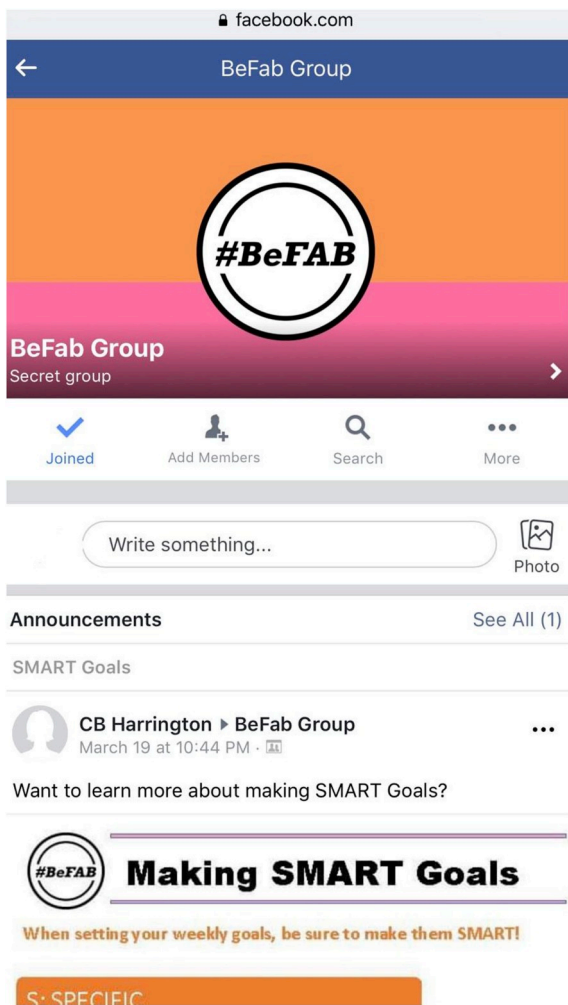 facebook.com
BeFab Group
#BeFAB
BeFab Group
Secret group
Joined
Add Members
Search
More
Write something...
Photo
Announcements
See All (1)
SMART Goals
CB Harrington ▸ BeFab Group
March 19 at 10:44 PM ·
Want to learn more about making SMART Goals?
#BeFAB
Making SMART Goals
When setting your weekly goals, be sure to make them SMART!
S: SPECIFIC